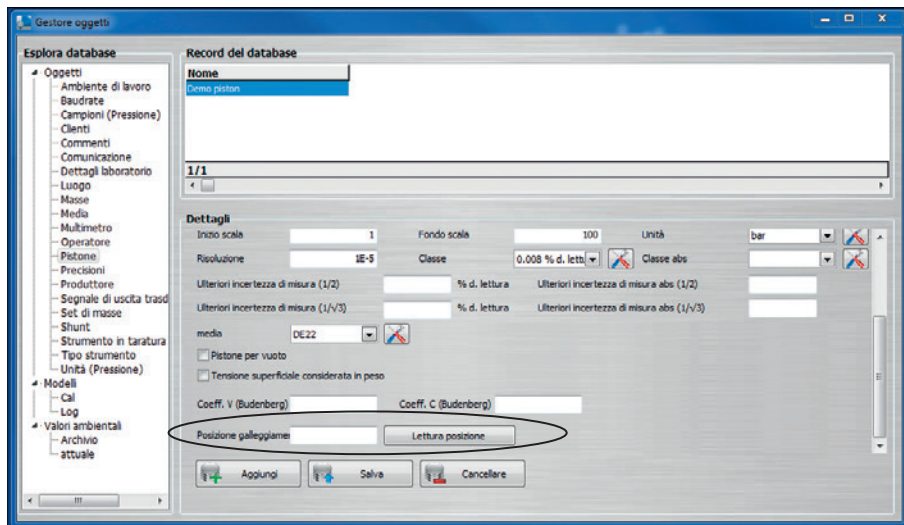 Gestore oggetti
Esplora database
Oggetti
Ambiente di lavoro
Baudrate
Campioni (Pressione)
Clienti
Commenti
Comunicazione
Dettagli laboratorio
Luogo
Masse
Media
Multimetro
Operatore
Pistone
Precisioni
Produttore
Segnale di uscita trasd
Set di masse
Shunt
Strumento in taratura
Tipo strumento
Unità (Pressione)
Modelli
Cal
Log
Valori ambientali
Archivio
attuale
Record del database
Nome
Demo piston
1/1
Dettagli
Inizio scala 1 Fondo scala 100 Unità bar
Risoluzione 1E-5 Classe 0.008 % d. lettu Classe abs
Ulteriori incertezza di misura (1/2) % d. lettura Ulteriori incertezza di misura abs (1/2)
Ulteriori incertezza di misura (1/√3) % d. lettura Ulteriori incertezza di misura abs (1/√3)
media DE22
Pistone per vuoto
Tensione superficiale considerata in peso
Coeff. V (Budenberg) Coeff. C (Budenberg)
Posizione galleggiamer Lettura posizione
Aggiungi Salva Cancellare